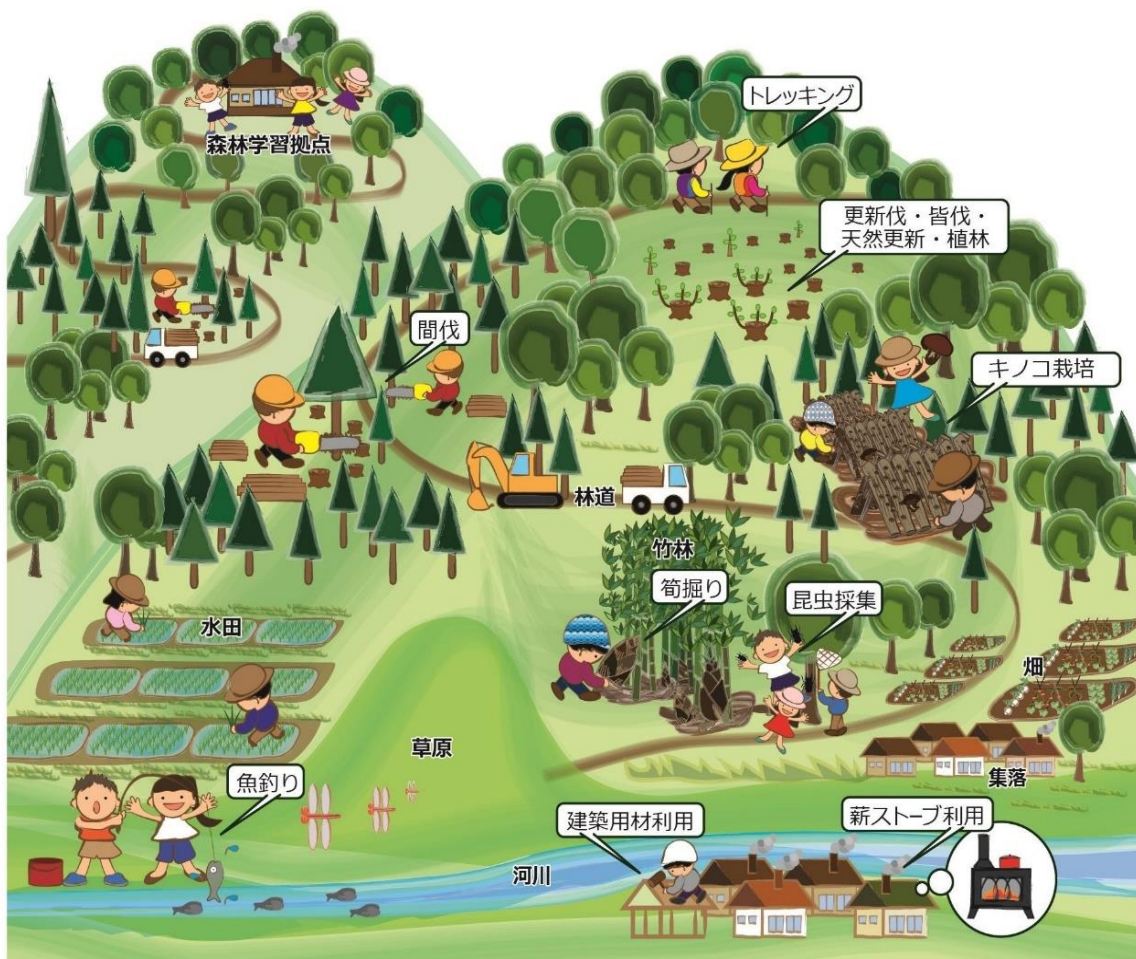 トレッキング
森林学習拠点
更新伐・皆伐・
天然更新・植林
間伐
キノコ栽培
林道
竹林
筍掘り
昆虫採集
水田
畑
草原
集落
魚釣り
建築用材利用
薪ストーブ利用
河川